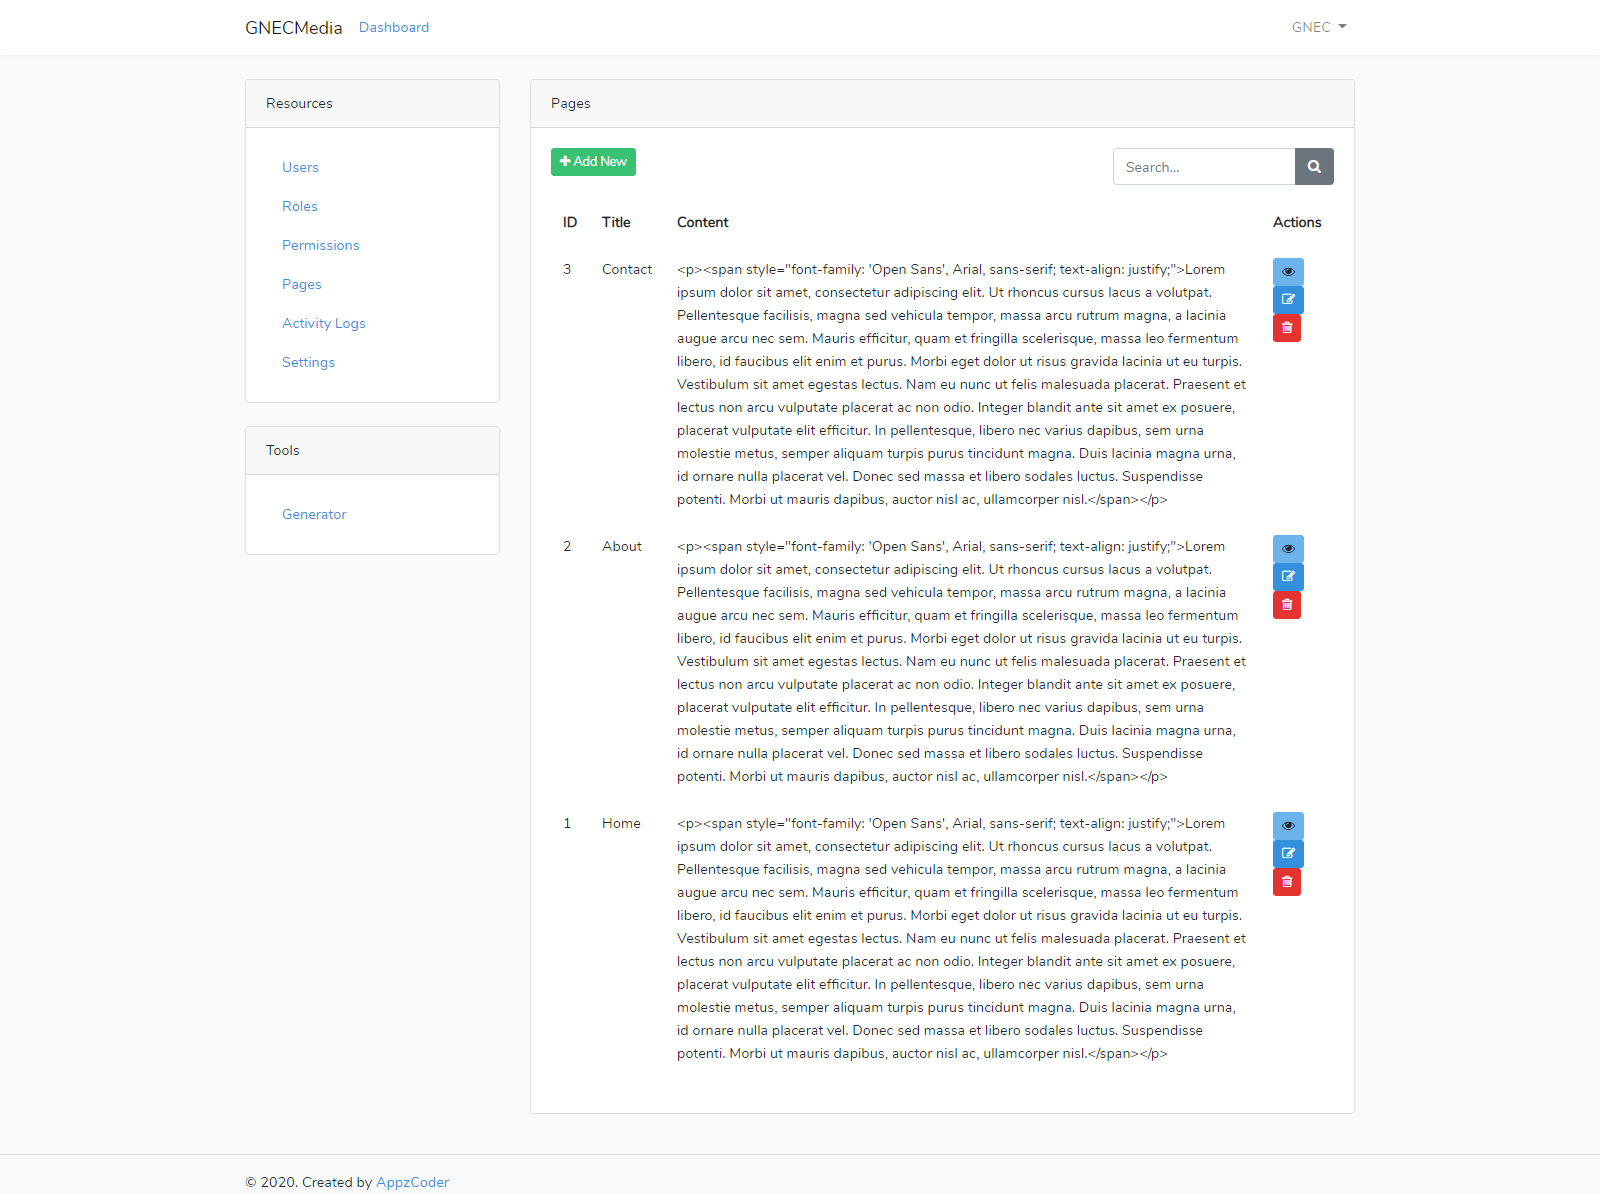 GNECMedia Dashboard GNEC
Resources
Users
Roles
Permissions
Pages
Activity Logs
Settings
Tools
Generator
Pages
Add New
Search...
ID Title Content Actions
3 Contact <p><span style="font-family: 'Open Sans', Arial, sans-serif; text-align: justify;">Lorem
ipsum dolor sit amet, consectetur adipiscing elit. Ut rhoncus cursus lacus a volutpat.
Pellentesque facilisis, magna sed vehicula tempor, massa arcu rutrum magna, a lacinia
augue arcu nec sem. Mauris efficitur, quam et fringilla scelerisque, massa leo fermentum
libero, id faucibus elit enim et purus. Morbi eget dolor ut risus gravida lacinia ut eu turpis.
Vestibulum sit amet egestas lectus. Nam eu nunc ut felis malesuada placerat. Praesent et
lectus non arcu vulputate placerat ac non odio. Integer blandit ante sit amet ex posuere,
placerat vulputate elit efficitur. In pellentesque, libero nec varius dapibus, sem urna
molestie metus, semper aliquam turpis purus tincidunt magna. Duis lacinia magna urna,
id ornare nulla placerat vel. Donec sed massa et libero sodales luctus. Suspendisse
potenti. Morbi ut mauris dapibus, auctor nisl ac, ullamcorper nisl.</span></p>
2 About <p><span style="font-family: 'Open Sans', Arial, sans-serif; text-align: justify;">Lorem
ipsum dolor sit amet, consectetur adipiscing elit. Ut rhoncus cursus lacus a volutpat.
Pellentesque facilisis, magna sed vehicula tempor, massa arcu rutrum magna, a lacinia
augue arcu nec sem. Mauris efficitur, quam et fringilla scelerisque, massa leo fermentum
libero, id faucibus elit enim et purus. Morbi eget dolor ut risus gravida lacinia ut eu turpis.
Vestibulum sit amet egestas lectus. Nam eu nunc ut felis malesuada placerat. Praesent et
lectus non arcu vulputate placerat ac non odio. Integer blandit ante sit amet ex posuere,
placerat vulputate elit efficitur. In pellentesque, libero nec varius dapibus, sem urna
molestie metus, semper aliquam turpis purus tincidunt magna. Duis lacinia magna urna,
id ornare nulla placerat vel. Donec sed massa et libero sodales luctus. Suspendisse
potenti. Morbi ut mauris dapibus, auctor nisl ac, ullamcorper nisl.</span></p>
1 Home <p><span style="font-family: 'Open Sans', Arial, sans-serif; text-align: justify;">Lorem
ipsum dolor sit amet, consectetur adipiscing elit. Ut rhoncus cursus lacus a volutpat.
Pellentesque facilisis, magna sed vehicula tempor, massa arcu rutrum magna, a lacinia
augue arcu nec sem. Mauris efficitur, quam et fringilla scelerisque, massa leo fermentum
libero, id faucibus elit enim et purus. Morbi eget dolor ut risus gravida lacinia ut eu turpis.
Vestibulum sit amet egestas lectus. Nam eu nunc ut felis malesuada placerat. Praesent et
lectus non arcu vulputate placerat ac non odio. Integer blandit ante sit amet ex posuere,
placerat vulputate elit efficitur. In pellentesque, libero nec varius dapibus, sem urna
molestie metus, semper aliquam turpis purus tincidunt magna. Duis lacinia magna urna,
id ornare nulla placerat vel. Donec sed massa et libero sodales luctus. Suspendisse
potenti. Morbi ut mauris dapibus, auctor nisl ac, ullamcorper nisl.</span></p>
© 2020. Created by AppzCoder